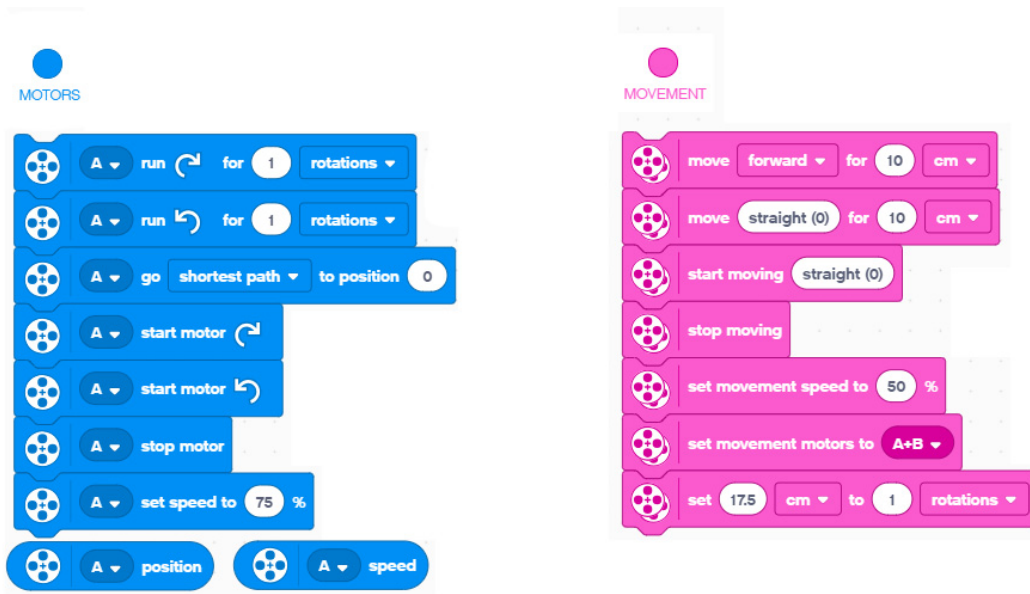 MOTORS
A run for 1 rotations
A run for 1 rotations
A go shortest path to position 0
A start motor
A start motor
A stop motor
A set speed to 75 %
A position
A speed
MOVEMENT
move forward for 10 cm
move straight (0) for 10 cm
start moving straight (0)
stop moving
set movement speed to 50 %
set movement motors to A+B
set 17.5 cm to 1 rotations